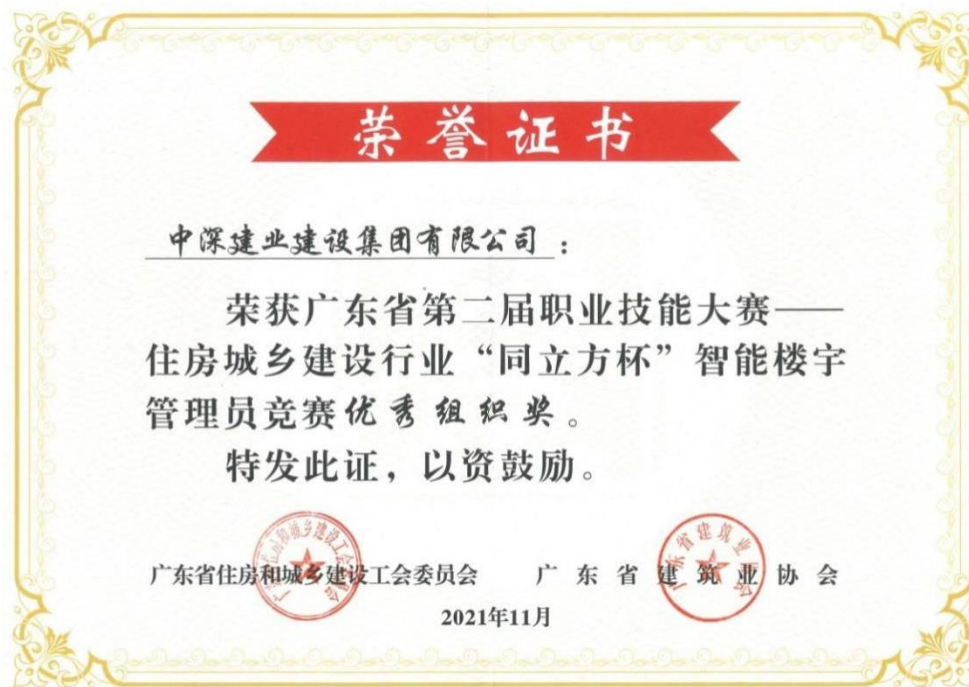 荣誉证书
中深建业建设集团有限公司：
荣获广东省第二届职业技能大赛——
住房城乡建设行业“同立方杯”智能楼宇
管理员竞赛优秀组织奖。
特发此证，以资鼓励。
广东省住房和城乡建设工会委员会 广东省建筑业协会
2021年11月